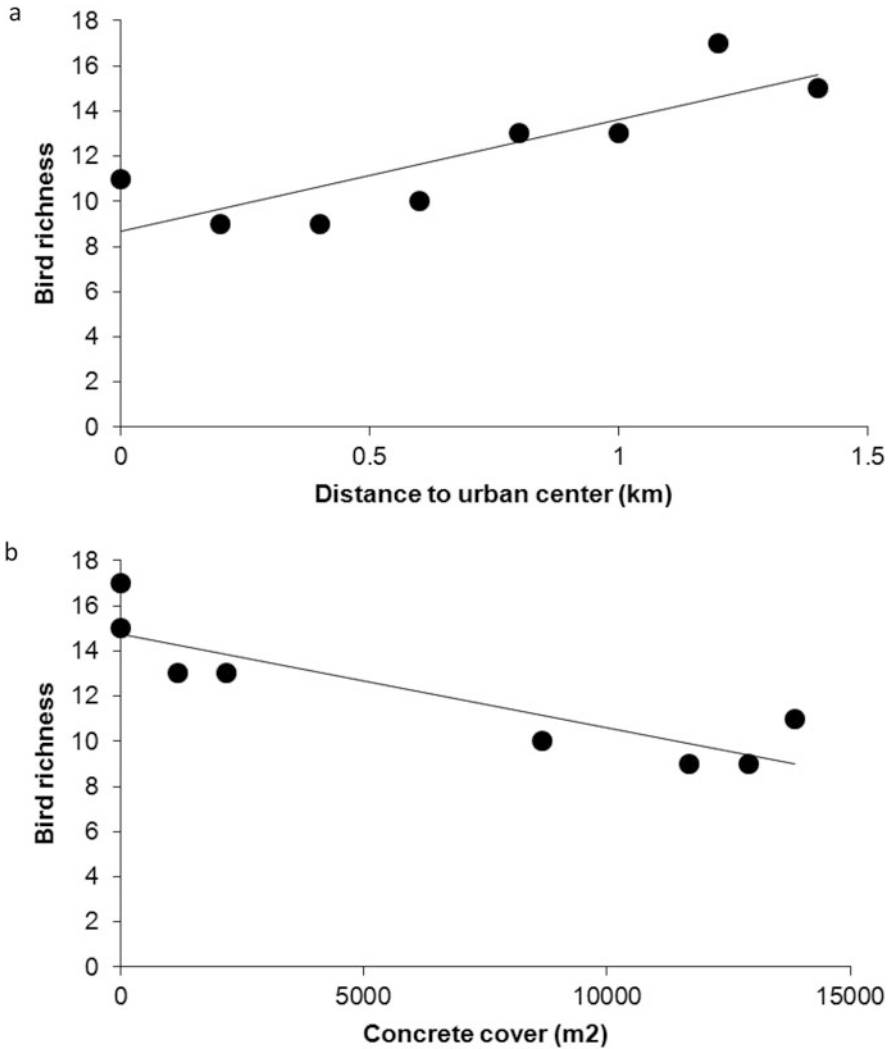 a
18
16
14
12
10
8
6
4
2
0
Bird richness
0 0.5 1 1.5
Distance to urban center (km)
b
18
16
14
12
10
8
6
4
2
0
Bird richness
0 5000 10000 15000
Concrete cover (m2)